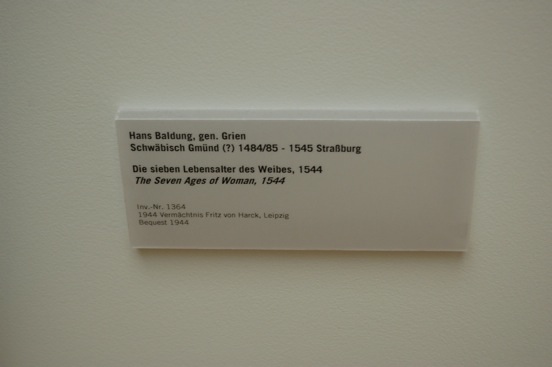 Hans Baldung, gen. Grien
Schwäbisch Gmünd (?) 1484/85 - 1545 Straßburg
Die sieben Lebensalter des Weibes, 1544
The Seven Ages of Woman, 1544
Inv.-Nr. 1364
1944 Vermächtnis Fritz von Harck, Leipzig
Bequest 1944